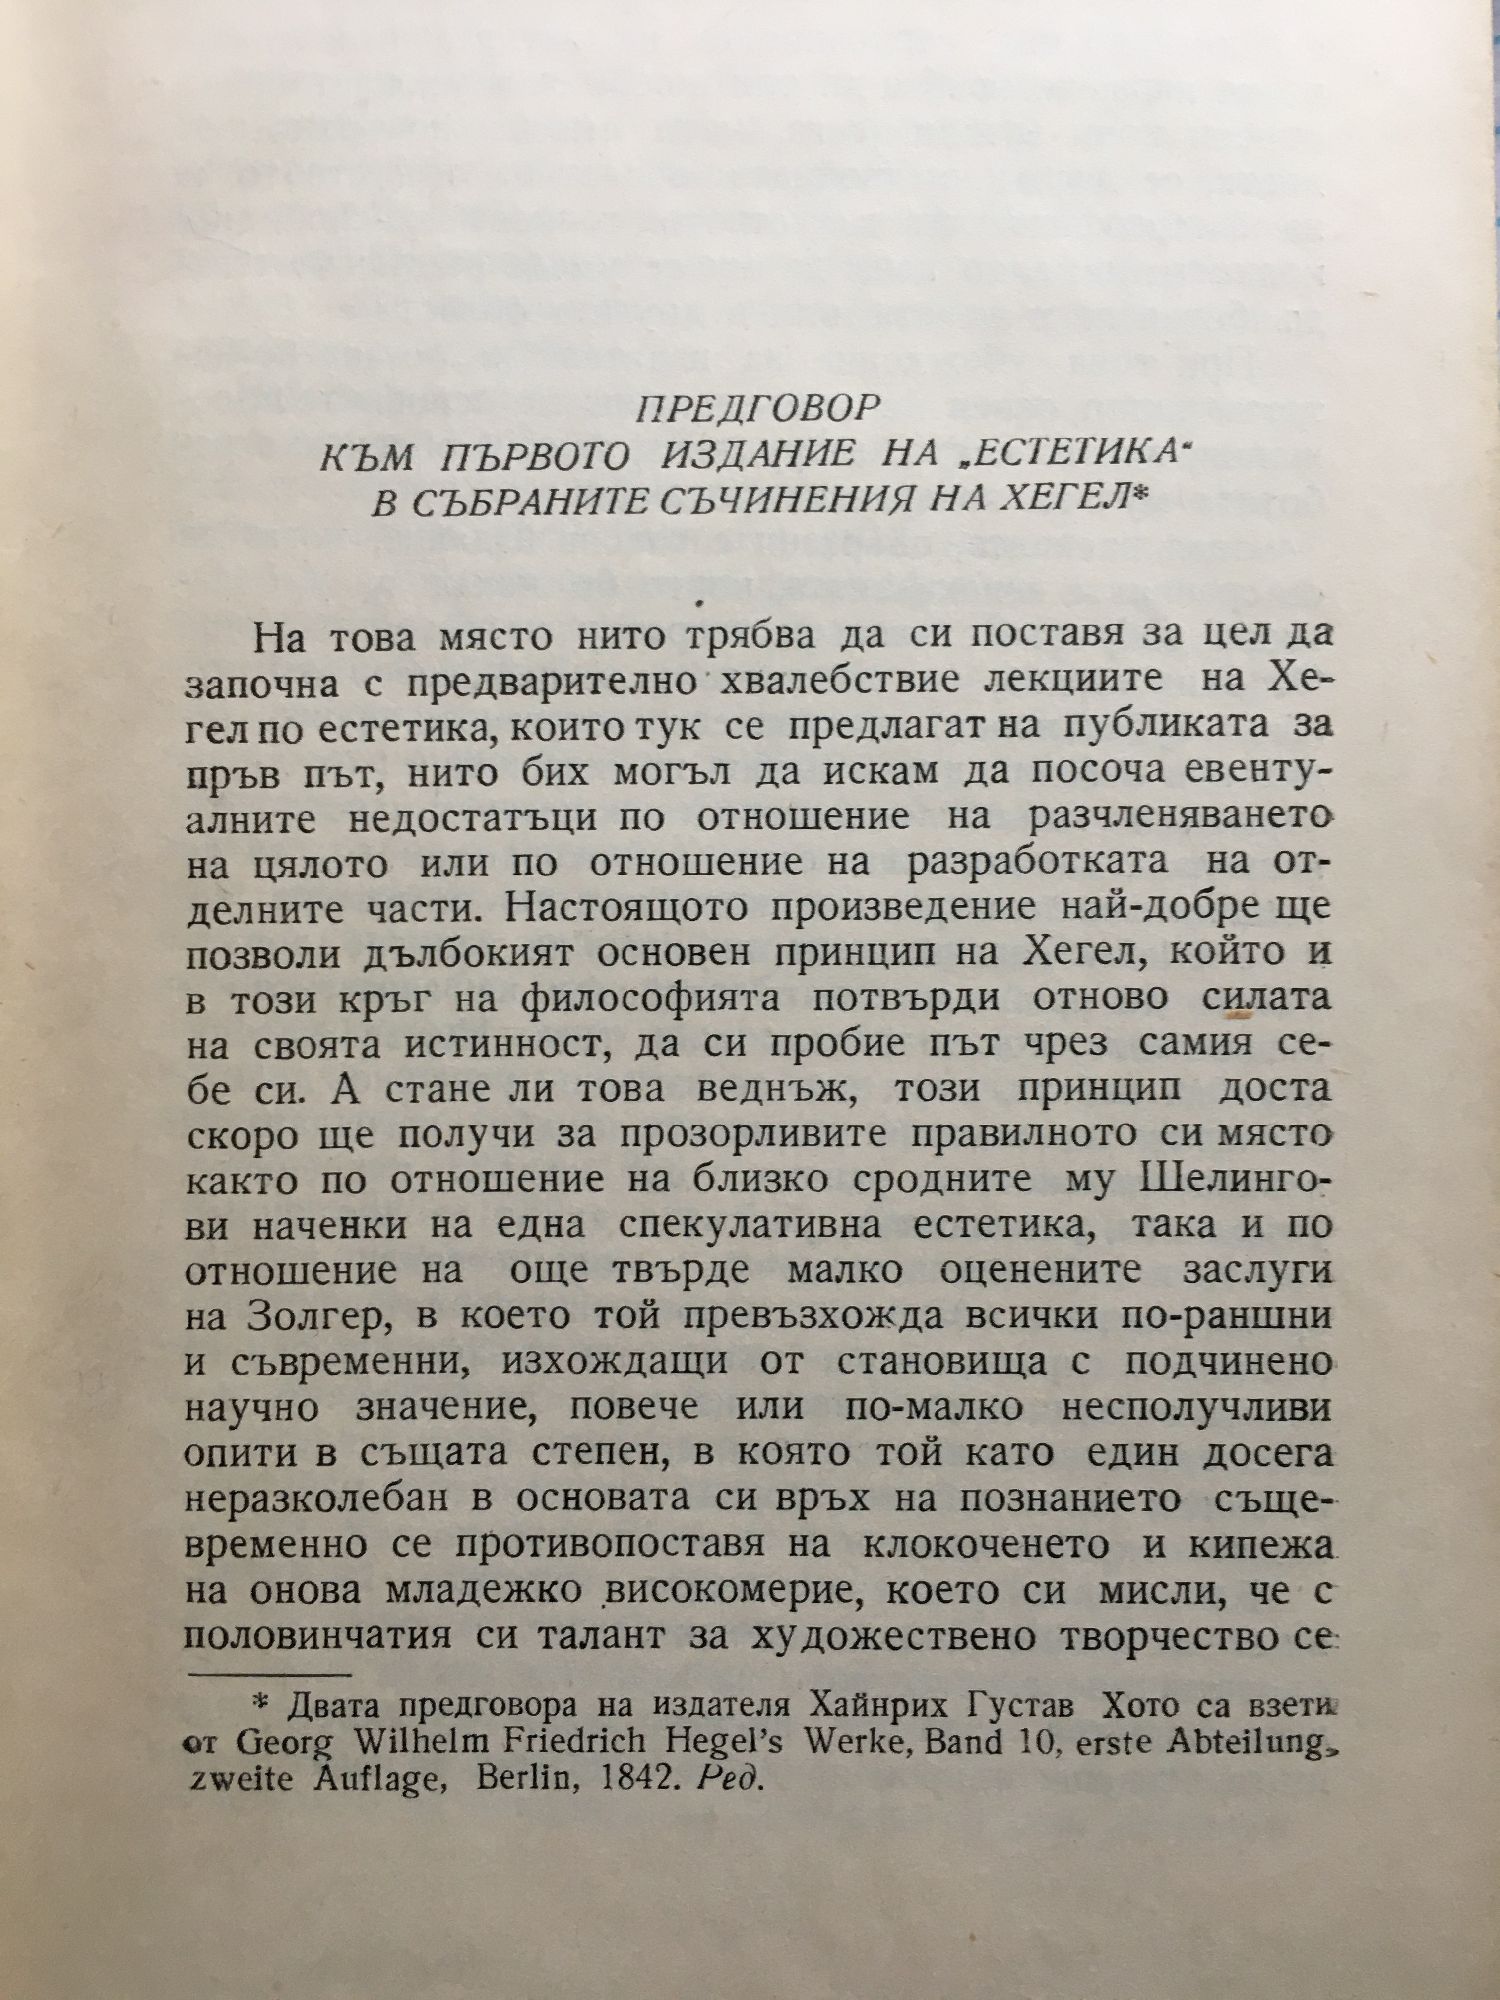 ПРЕДГОВОР
КЪМ ПЪРВОТО ИЗДАНИЕ НА „ЕСТЕТИКА“
В СЪБРАНИТЕ СЪЧИНЕНИЯ НА ХЕГЕЛ*
На това място нито трябва да си поставя за цел да
започна с предварително хвалебствие лекциите на Хе-
гел по естетика, които тук се предлагат на публиката за
пръв път, нито бих могъл да искам да посоча евенту-
алните недостатъци по отношение на разчленяването
на цялото или по отношение на разработката на от-
делните части. Настоящото произведение най-добре ще
позволи дълбокият основен принцип на Хегел, който и
в този кръг на философията потвърди отново силата
на своята истинност, да си пробие път чрез самия се-
бе си. А стане ли това веднъж, този принцип доста
скоро ще получи за прозорливите правилното си място
както по отношение на близко сродните му Шелинго-
ви наченки на една спекулативна естетика, така и по
отношение на още твърде малко оценените заслуги
на Золгер, в което той превъзхожда всички по-раншни
и съвременни, изхождащи от становища с подчинено
научно значение, повече или по-малко несполучливи
опити в същата степен, в която той като един досега
неразколебан в основата си връх на познанието същe-
временно се противопоставя на клокоченето и кипежа
на онова младежко високомерие, което си мисли, че с
половинчатия си талант за художествено творчество се
* Двата предговора на издателя Хайнрих Густав Хото са взети
от Georg Wilhelm Friedrich Hegel's Werke, Band 10, erste Abteilung,
zweite Auflage, Berlin, 1842. Ред.